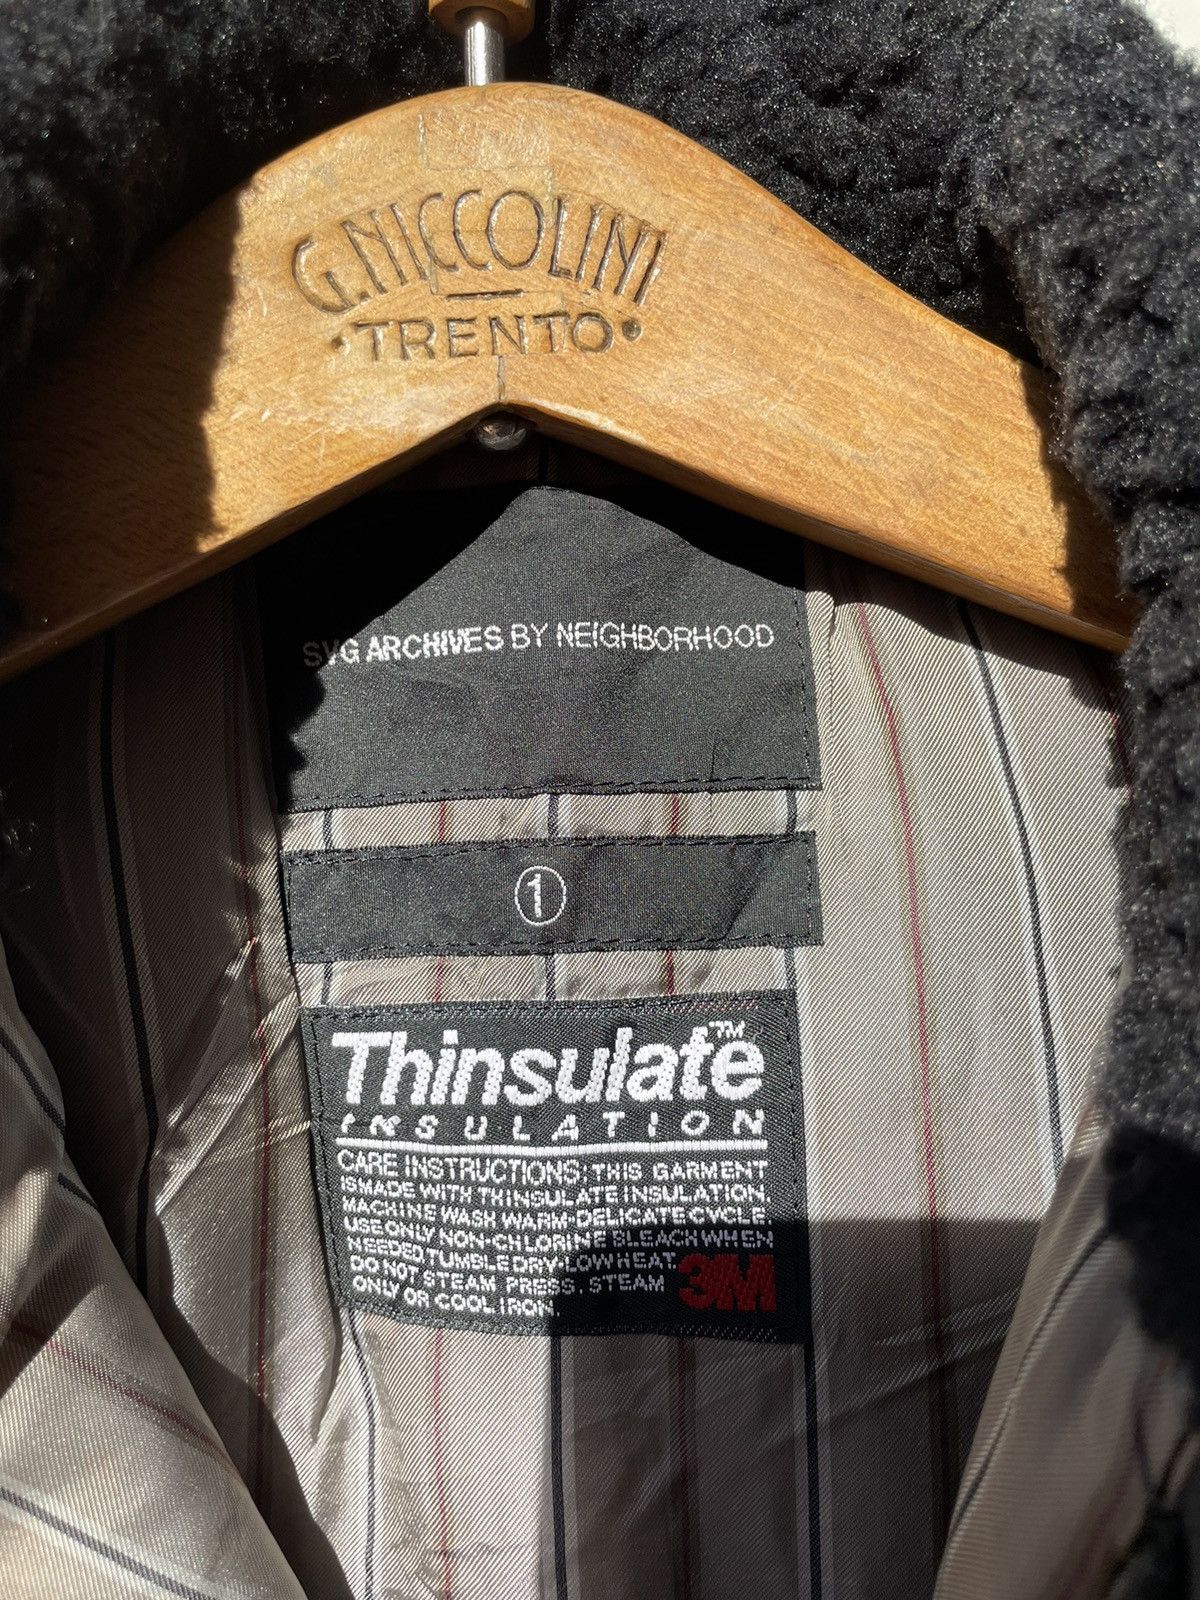 G.NICCOLINI
·TRENTO·
SVG ARCHIVES BY NEIGHBORHOOD
①
Thinsulate™
INSULATION
CARE INSTRUCTIONS: THIS GARMENT
IS MADE WITH THINSULATE INSULATION.
MACHINE WASH WARM-DELICATE CYCLE.
USE ONLY NON-CHLORINE BLEACH WHEN
NEEDED. TUMBLE DRY-LOW HEAT.
DO NOT STEAM PRESS. STEAM
ONLY OR COOL IRON.
3M